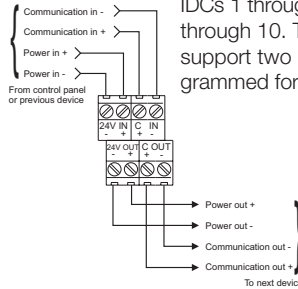 Communication in -
Communication in +
Power in +
Power in -
From control panel
or previous device
IDCs 1 throug
through 10. T
support two
grammed for
24V IN C IN
- + + -
24V OUT C OUT
- + + -
Power out +
Power out -
Communication out -
Communication out +
To next devic